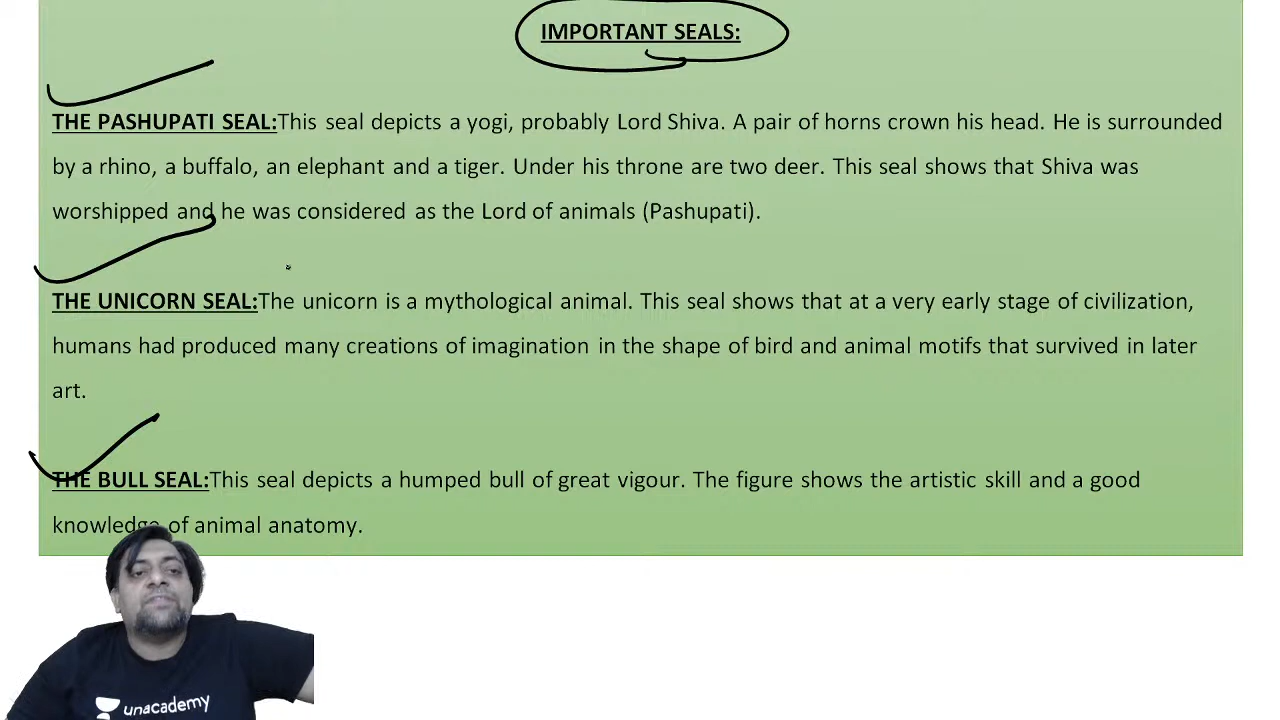 IMPORTANT SEALS:
THE PASHUPATI SEAL:This seal depicts a yogi, probably Lord Shiva. A pair of horns crown his head. He is surrounded
by a rhino, a buffalo, an elephant and a tiger. Under his throne are two deer. This seal shows that Shiva was
worshipped and he was considered as the Lord of animals (Pashupati).
THE UNICORN SEAL:The unicorn is a mythological animal. This seal shows that at a very early stage of civilization,
humans had produced many creations of imagination in the shape of bird and animal motifs that survived in later
art.
THE BULL SEAL:This seal depicts a humped bull of great vigour. The figure shows the artistic skill and a good
knowledge of animal anatomy.
unacademy